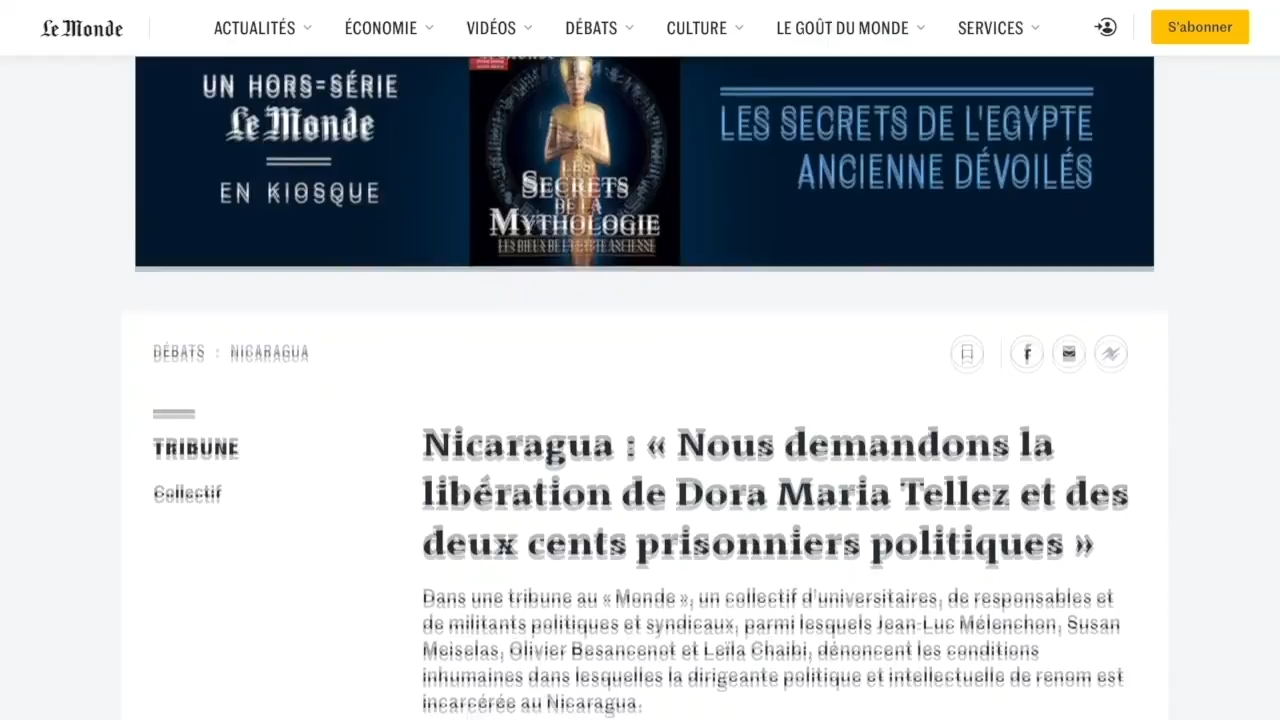 Le Monde
ACTUALITÉS ÉCONOMIE VIDÉOS DÉBATS CULTURE LE GOÛT DU MONDE SERVICES S'abonner
UN HORS-SÉRIE
Le Monde
EN KIOSQUE
LES
SECRETS
DE LA
MYTHOLOGIE
LES DIEUX DE L'EGYPTE ANCIENNE
LES SECRETS DE L'EGYPTE
ANCIENNE DÉVOILÉS
DÉBATS : NICARAGUA
TRIBUNE
Collectif
Nicaragua : « Nous demandons la
libération de Dora Maria Tellez et des
deux cents prisonniers politiques »
Dans une tribune au « Monde », un collectif d'universitaires, de responsables et
de militants politiques et syndicaux, parmi lesquels Jean-Luc Mélenchon, Susan
Meiselas, Olivier Besancenot et Leïla Chaibi, dénoncent les conditions
inhumaines dans lesquelles la dirigeante politique et intellectuelle de renom est
incarcérée au Nicaragua.